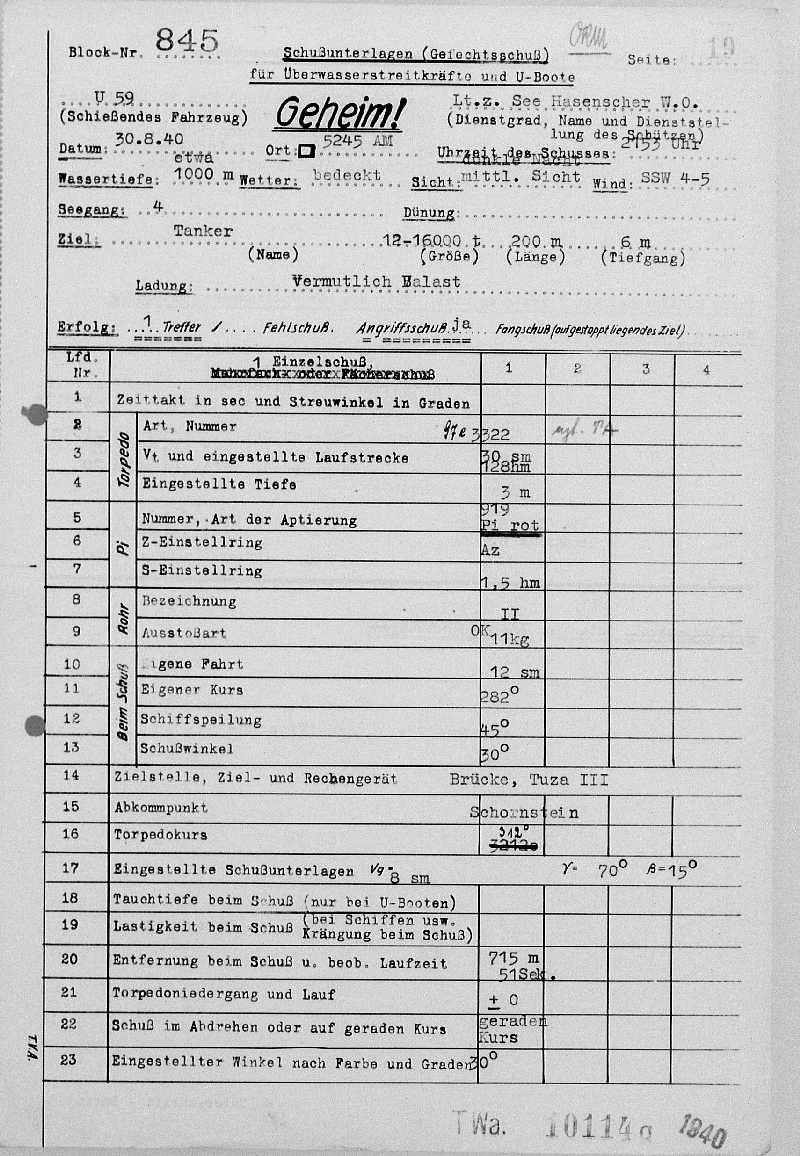 Block-Nr. 845
Schußunterlagen (Gefechtsschuß)
ORM
Seite: 19
für Überwasserstreitkräfte und U-Boote
U 59
(Schießendes Fahrzeug)
Geheim!
Lt.z. See Hasenscher W.O.
(Dienstgrad, Name und Dienststel-
lung des Schützen)
Datum: 30.8.40
Ort: 5245 AM
Uhrzeit des Schusses: 2153 Uhr
etwa
Wassertiefe: 1000 m
Wetter: bedeckt
dunkle Nacht
Sicht: mittl. Sicht
Wind: SSW 4-5
Seegang: 4
Dünung:
Ziel: Tanker
12-16000 t 200 m 6 m
(Name) (Größe) (Länge) (Tiefgang)
Ladung: Vermutlich Balast
Erfolg: 1 Treffer / Fehlschuß. Angriffsschuß ja Fangschuß (aufgestoppt liegendes Ziel)
Lfd. Nr.
1 Einzelschuß,
oder Fächerschuß
1 2 3 4
1 Zeittakt in sec und Streuwinkel in Graden
Torpedo
2 Art, Nummer G7e 3322
3 Vt und eingestellte Laufstrecke 30 sm
128hm
4 Eingestellte Tiefe 3 m
Pi
5 Nummer, Art der Aptierung 919
Pi rot
6 Z-Einstellring Az
7 S-Einstellring 1,5 hm
Rohr
8 Bezeichnung II
9 Ausstoßart OK 11kg
Beim Schuß
10 Eigene Fahrt 12 sm
11 Eigener Kurs 282°
12 Schiffspeilung 45°
13 Schußwinkel 30°
14 Zielstelle, Ziel- und Rechengerät Brücke, Tuza III
15 Abkommpunkt Schornstein
16 Torpedokurs 312°
3212°
17 Eingestellte Schußunterlagen Vg= 8 sm γ= 70° β=15°
18 Tauchtiefe beim Schuß (nur bei U-Booten)
19 Lastigkeit beim Schuß (bei Schiffen usw.
Krängung beim Schuß)
20 Entfernung beim Schuß u. beob. Laufzeit 715 m
51Sek.
21 Torpedoniedergang und Lauf ± 0
22 Schuß im Abdrehen oder auf geraden Kurs geraden
Kurs
23 Eingestellter Winkel nach Farbe und Graden 30°
TVA.
TWa. 10114g 1940